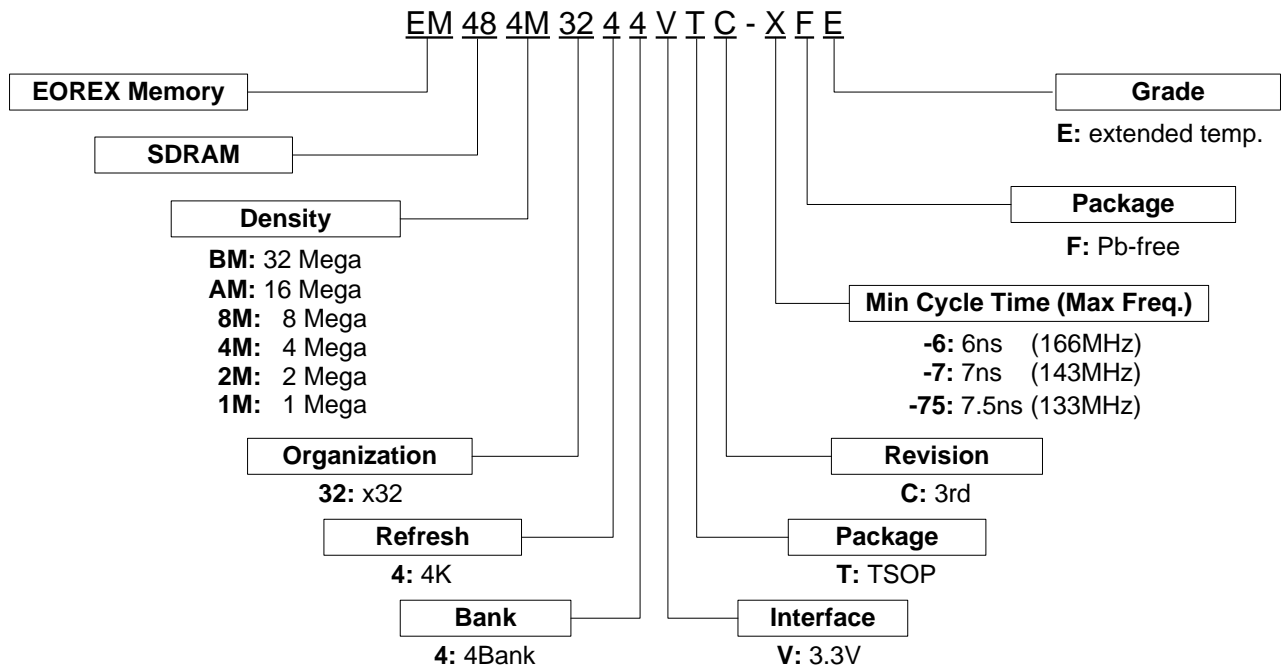 EM 48 4M 32 4 4 V T C - X F E
EOREX Memory
SDRAM
Density
BM: 32 Mega
AM: 16 Mega
8M: 8 Mega
4M: 4 Mega
2M: 2 Mega
1M: 1 Mega
Organization
32: x32
Refresh
4: 4K
Bank
4: 4Bank
Grade
E: extended temp.
Package
F: Pb-free
Min Cycle Time (Max Freq.)
-6: 6ns (166MHz)
-7: 7ns (143MHz)
-75: 7.5ns (133MHz)
Revision
C: 3rd
Package
T: TSOP
Interface
V: 3.3V